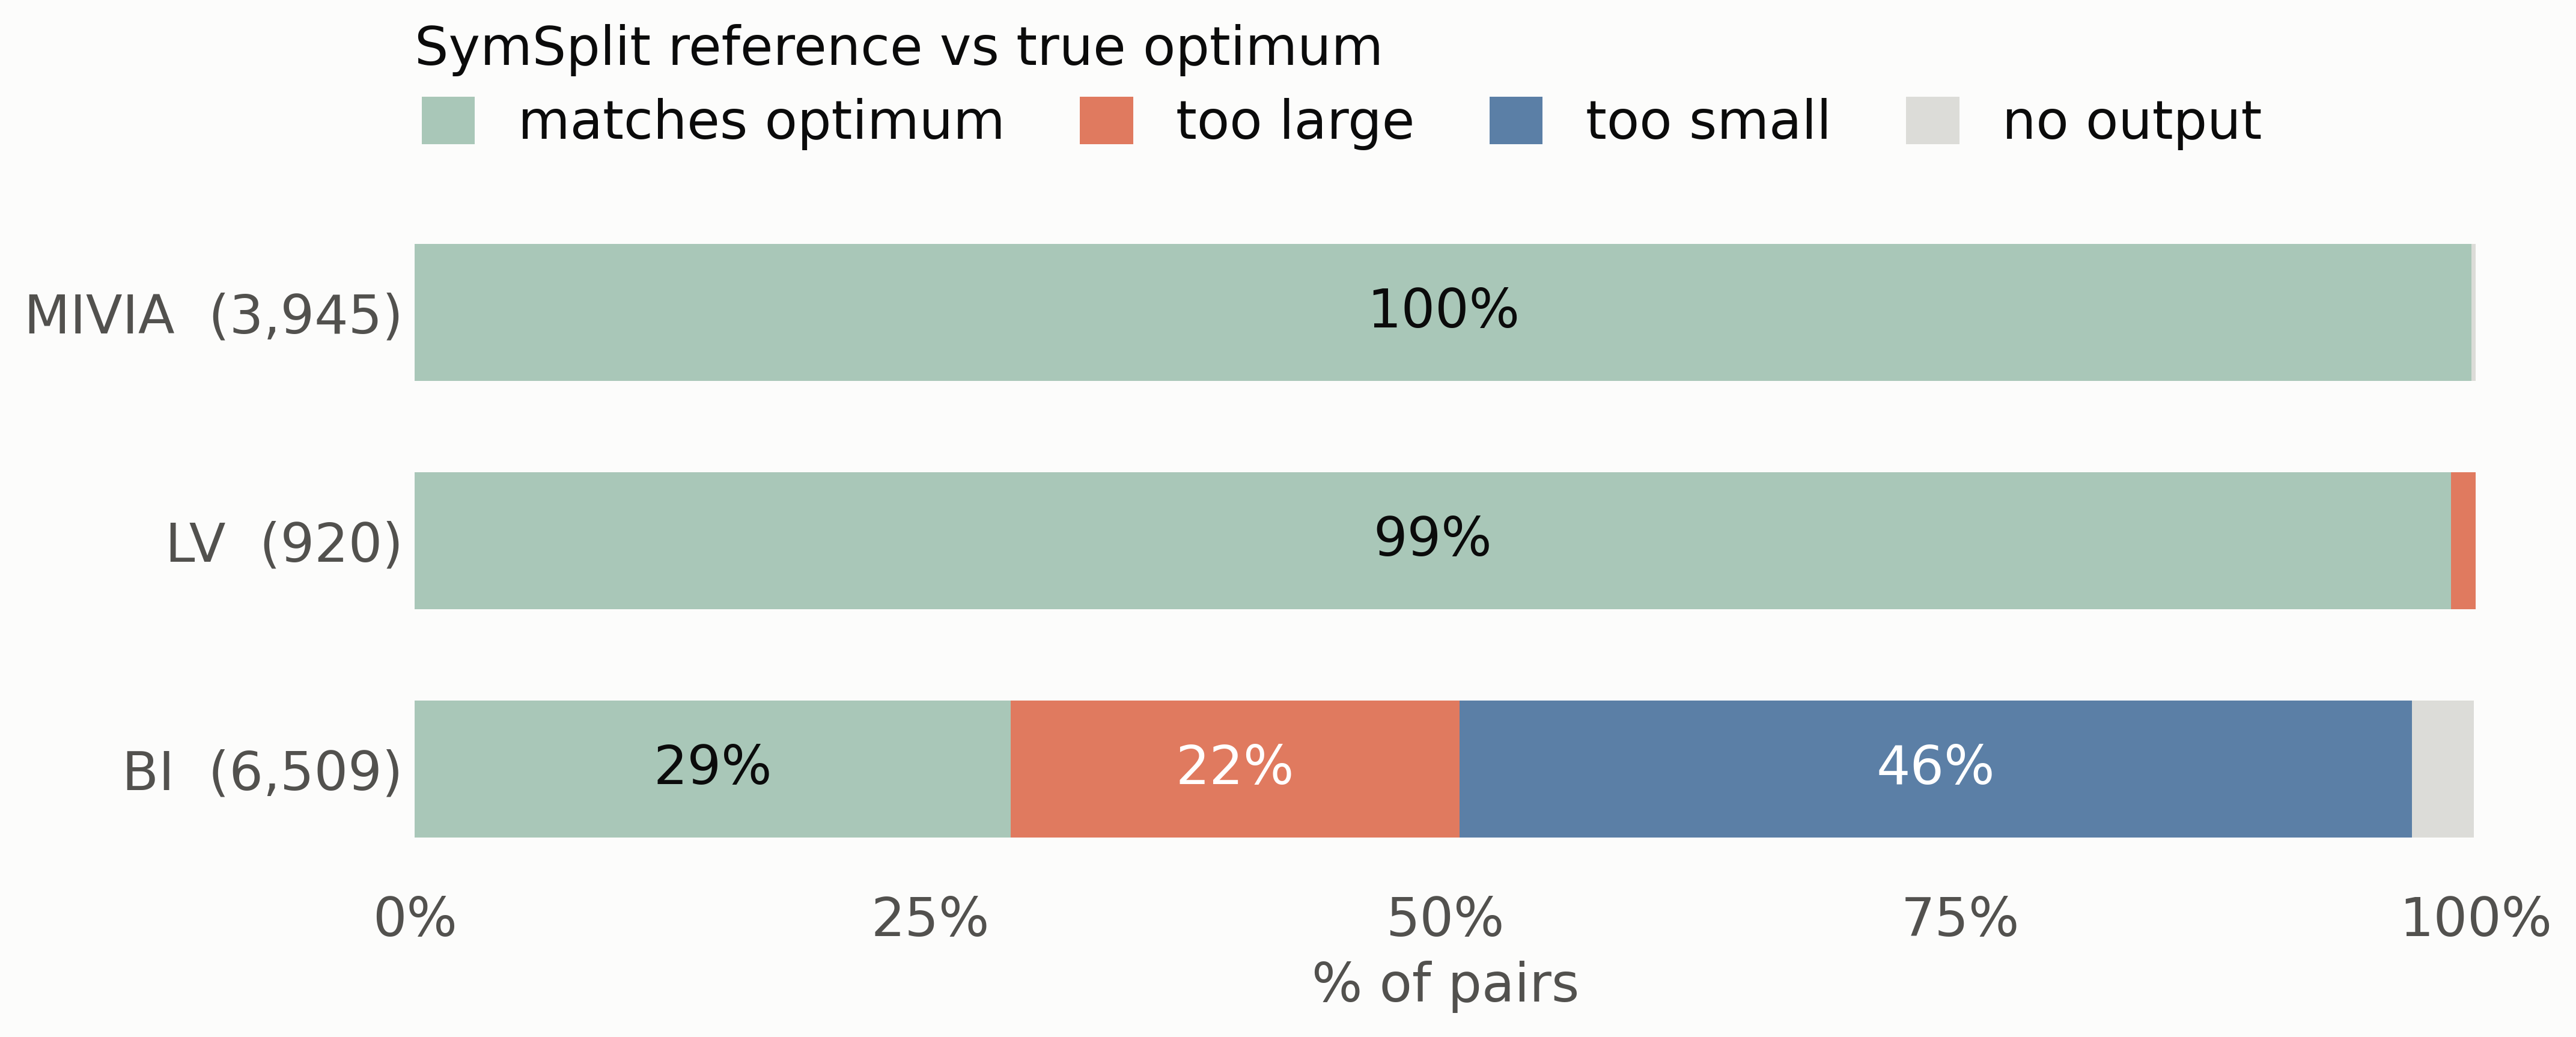 SymSplit reference vs true optimum
matches optimum too large too small no output
MIVIA (3,945) 100%
LV (920) 99%
BI (6,509) 29% 22% 46%
0% 25% 50% 75% 100%
% of pairs